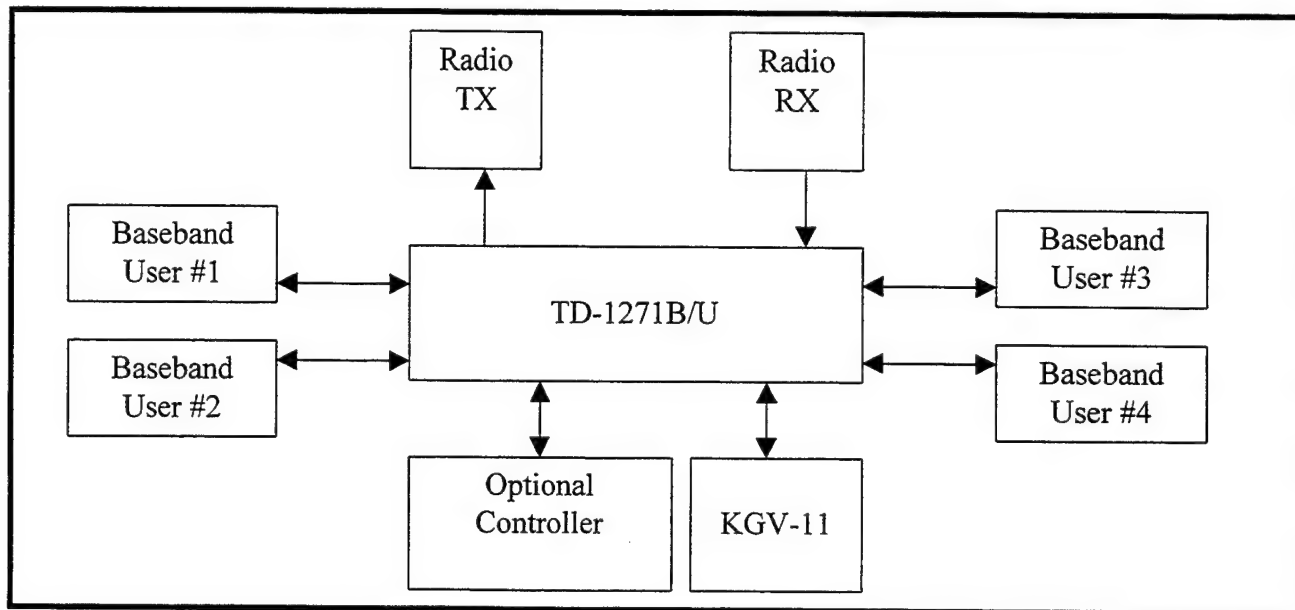 Radio
TX
Radio
RX
Baseband
User #1
Baseband
User #3
TD-1271B/U
Baseband
User #2
Baseband
User #4
Optional
Controller
KGV-11